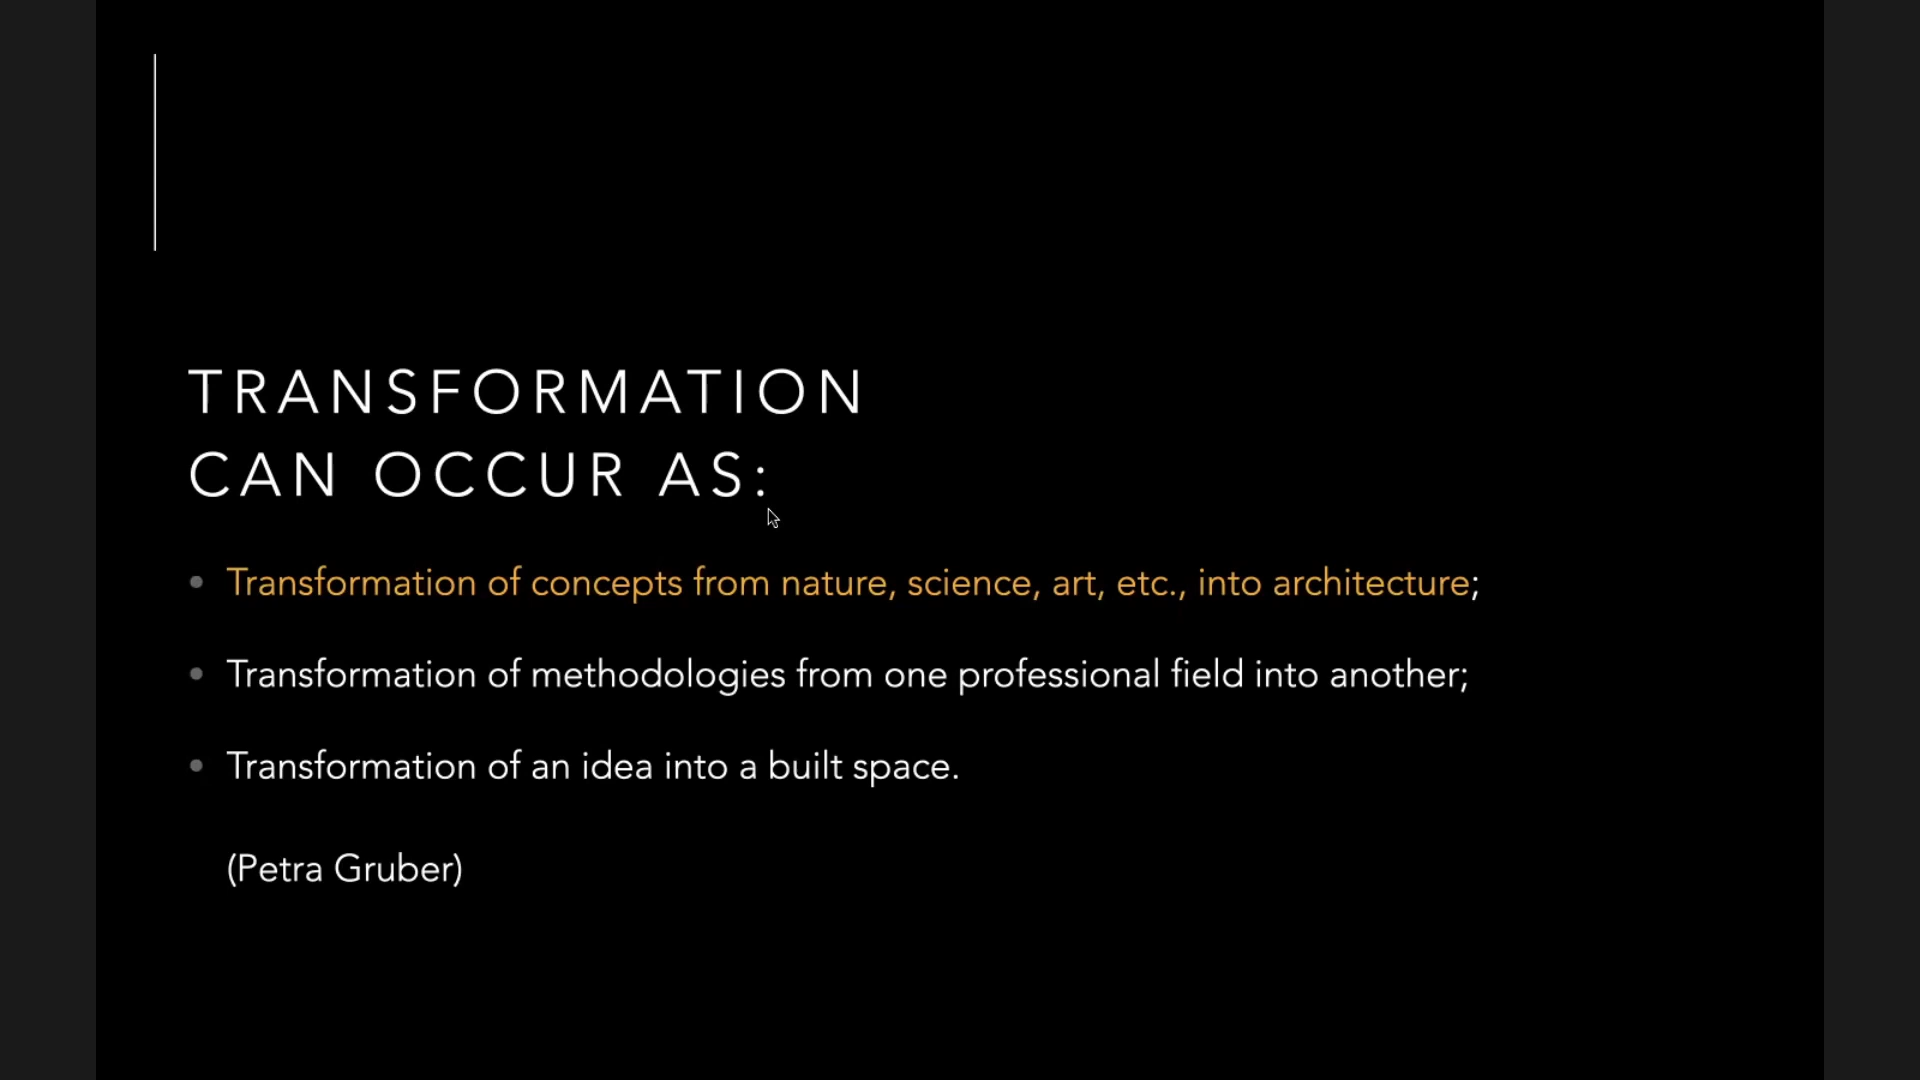 TRANSFORMATION
CAN OCCUR AS:
• Transformation of concepts from nature, science, art, etc., into architecture;
• Transformation of methodologies from one professional field into another;
• Transformation of an idea into a built space.
(Petra Gruber)